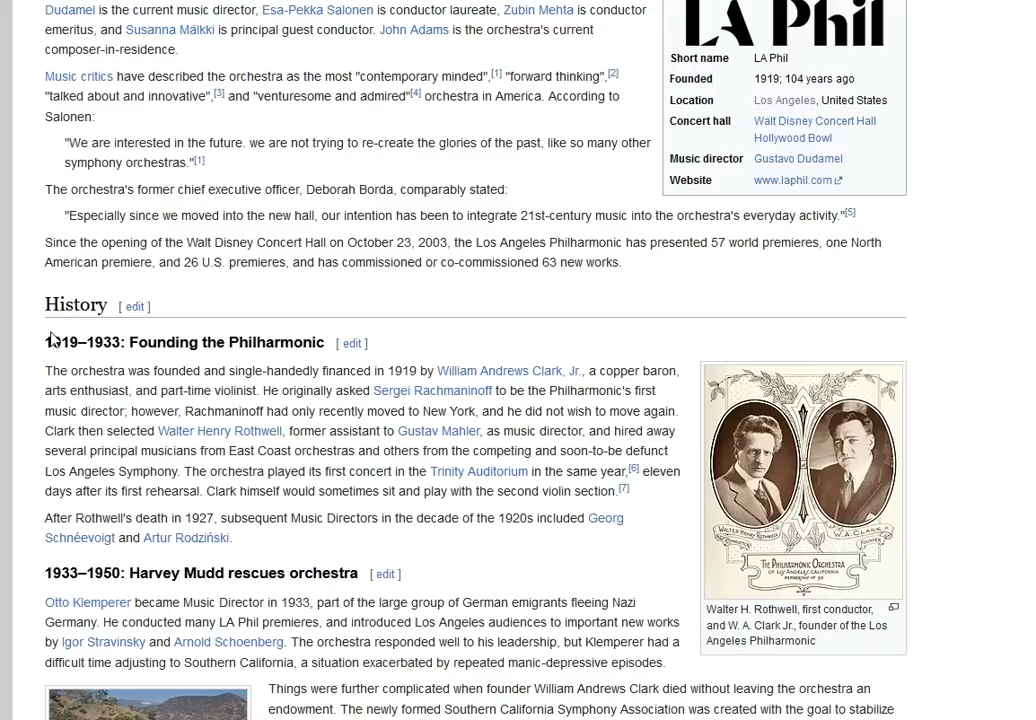 Dudamel is the current music director, Esa-Pekka Salonen is conductor laureate, Zubin Mehta is conductor
emeritus, and Susanna Mälkki is principal guest conductor. John Adams is the orchestra's current
composer-in-residence.
Music critics have described the orchestra as the most "contemporary minded",[1] "forward thinking",[2]
"talked about and innovative",[3] and "venturesome and admired"[4] orchestra in America. According to
Salonen:
"We are interested in the future. we are not trying to re-create the glories of the past, like so many other
symphony orchestras."[1]
The orchestra's former chief executive officer, Deborah Borda, comparably stated:
"Especially since we moved into the new hall, our intention has been to integrate 21st-century music into the orchestra's everyday activity."[5]
Since the opening of the Walt Disney Concert Hall on October 23, 2003, the Los Angeles Philharmonic has presented 57 world premieres, one North
American premiere, and 26 U.S. premieres, and has commissioned or co-commissioned 63 new works.
LA Phil
Short name LA Phil
Founded 1919; 104 years ago
Location Los Angeles, United States
Concert hall Walt Disney Concert Hall
Hollywood Bowl
Music director Gustavo Dudamel
Website www.laphil.com
History [ edit ]
1919–1933: Founding the Philharmonic [ edit ]
The orchestra was founded and single-handedly financed in 1919 by William Andrews Clark, Jr., a copper baron,
arts enthusiast, and part-time violinist. He originally asked Sergei Rachmaninoff to be the Philharmonic's first
music director; however, Rachmaninoff had only recently moved to New York, and he did not wish to move again.
Clark then selected Walter Henry Rothwell, former assistant to Gustav Mahler, as music director, and hired away
several principal musicians from East Coast orchestras and others from the competing and soon-to-be defunct
Los Angeles Symphony. The orchestra played its first concert in the Trinity Auditorium in the same year,[6] eleven
days after its first rehearsal. Clark himself would sometimes sit and play with the second violin section.[7]
After Rothwell's death in 1927, subsequent Music Directors in the decade of the 1920s included Georg
Schnéevoigt and Artur Rodziński.
WALTER HENRY ROTHWELL
CONDUCTOR
W.A. CLARK JR.
FOUNDER
THE PHILHARMONIC ORCHESTRA
OF LOS ANGELES, CALIFORNIA
MEMBERSHIP OF 90
Walter H. Rothwell, first conductor,
and W. A. Clark Jr., founder of the Los
Angeles Philharmonic
1933–1950: Harvey Mudd rescues orchestra [ edit ]
Otto Klemperer became Music Director in 1933, part of the large group of German emigrants fleeing Nazi
Germany. He conducted many LA Phil premieres, and introduced Los Angeles audiences to important new works
by Igor Stravinsky and Arnold Schoenberg. The orchestra responded well to his leadership, but Klemperer had a
difficult time adjusting to Southern California, a situation exacerbated by repeated manic-depressive episodes.
Things were further complicated when founder William Andrews Clark died without leaving the orchestra an
endowment. The newly formed Southern California Symphony Association was created with the goal to stabilize